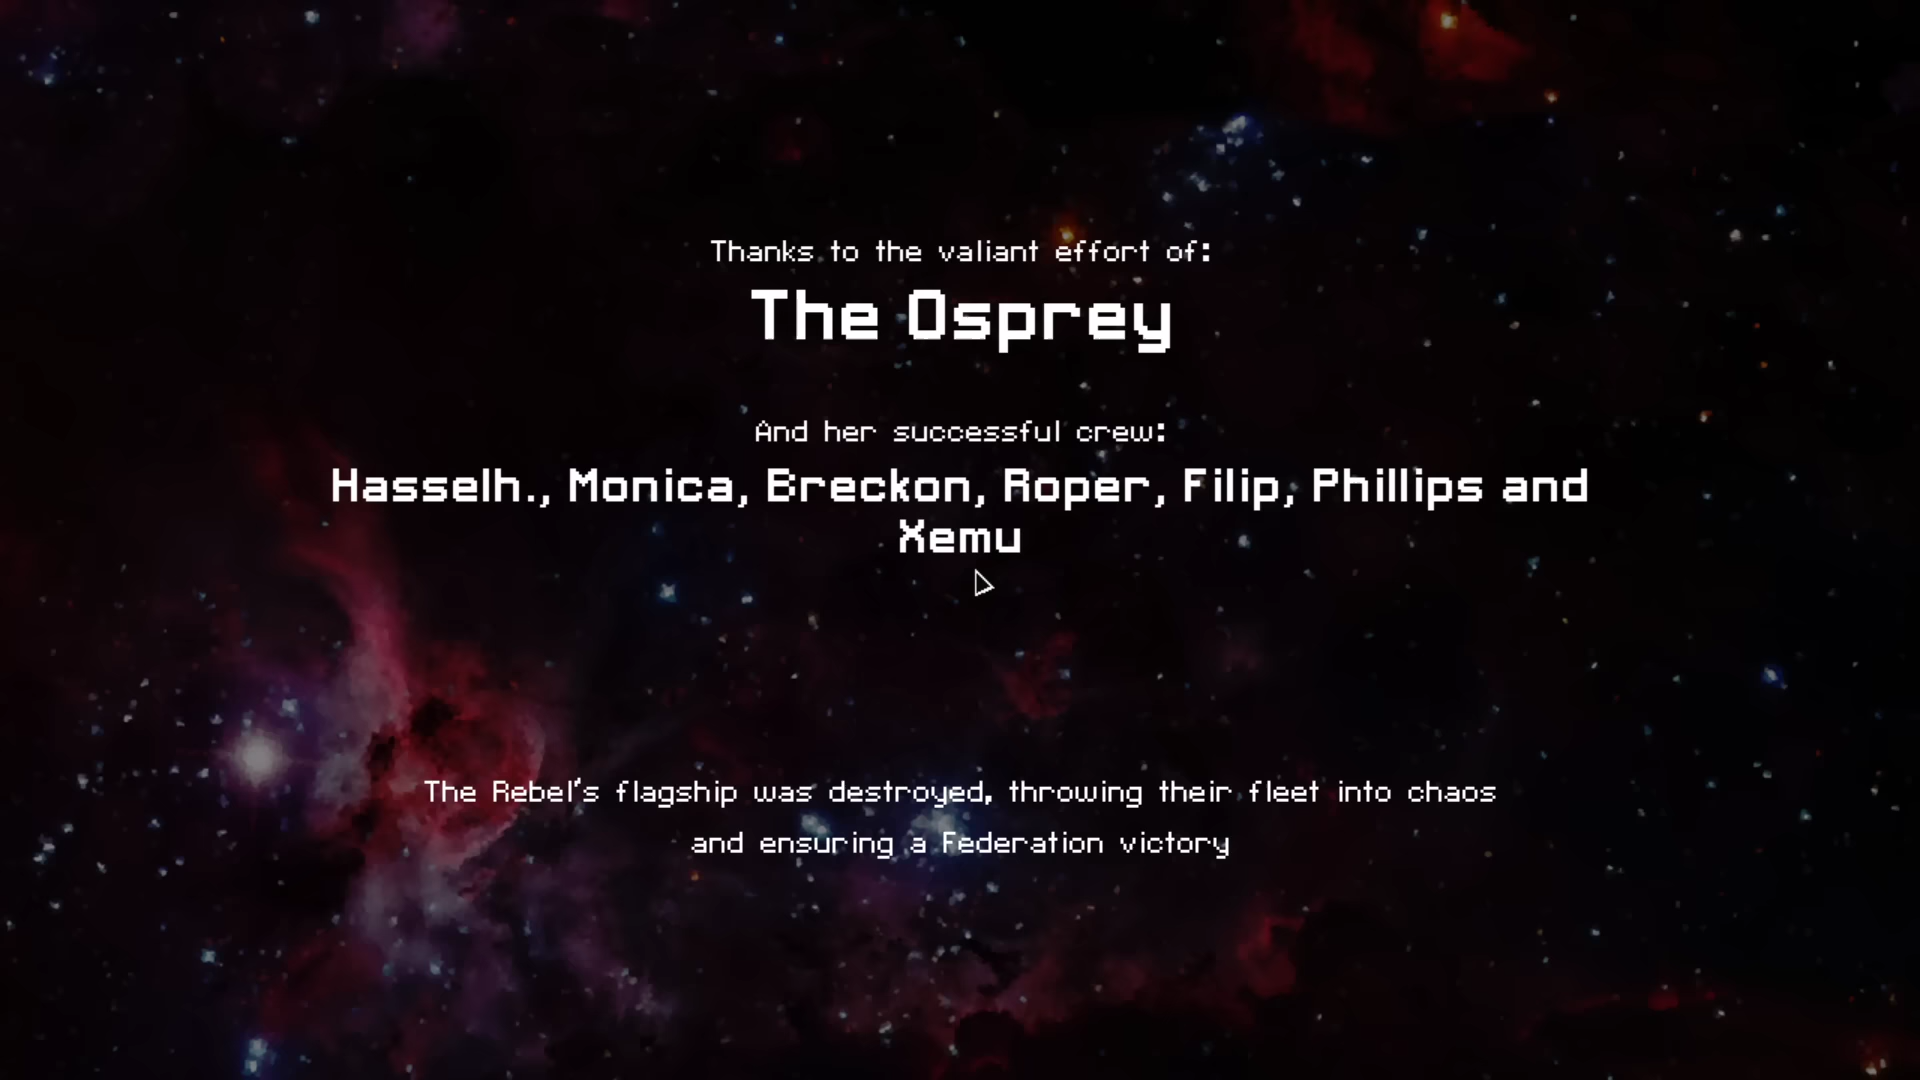 Thanks to the valiant effort of:
The Osprey
And her successful crew:
Hasselh., Monica, Breckon, Roper, Filip, Phillips and
Xemu
The Rebel's flagship was destroyed, throwing their fleet into chaos
and ensuring a Federation victory